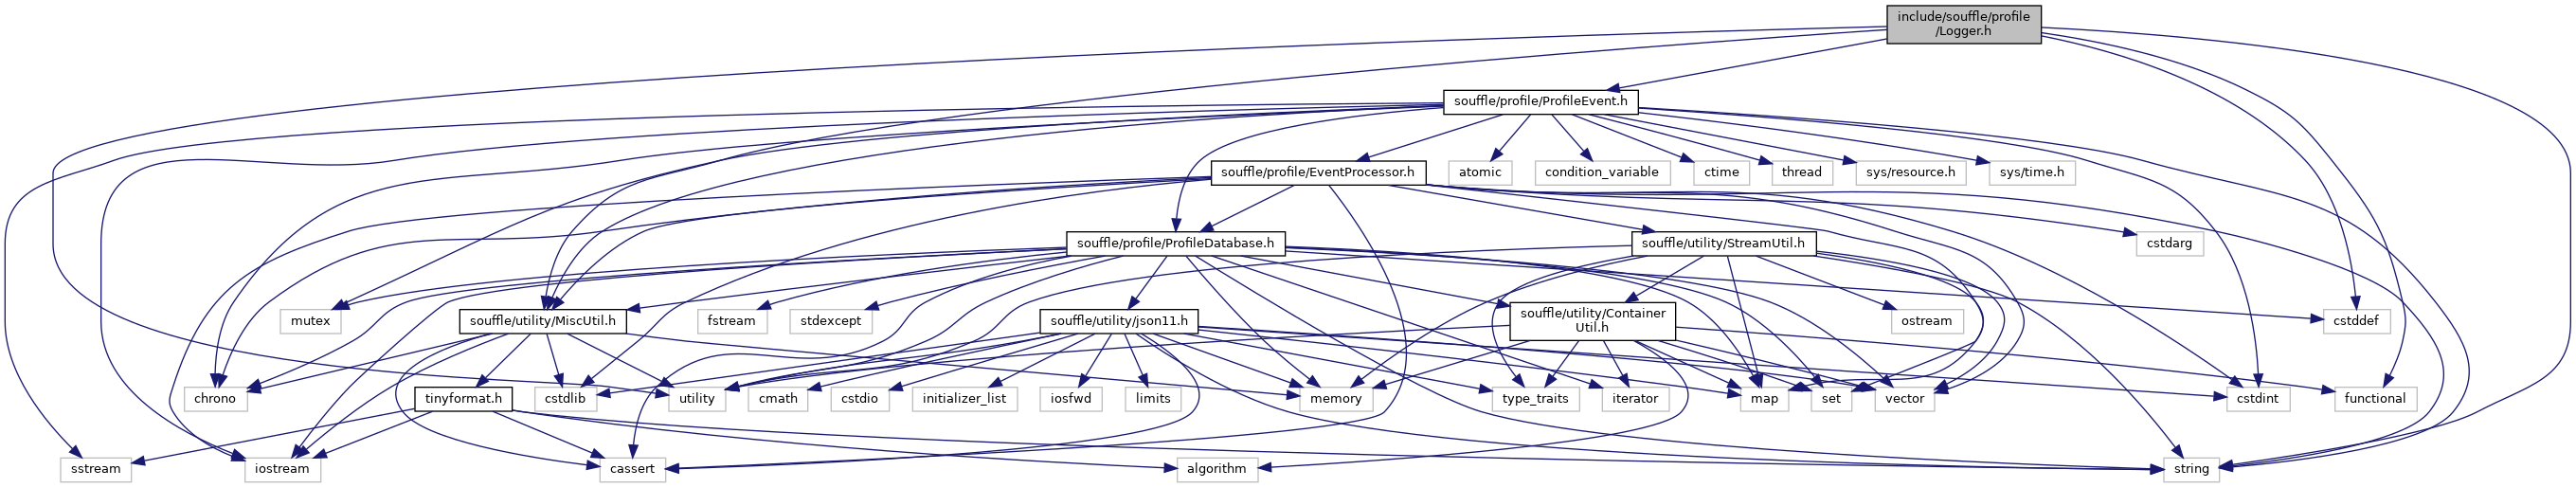 include/souffle/profile
/Logger.h
souffle/profile/ProfileEvent.h
souffle/profile/EventProcessor.h
atomic
condition_variable
ctime
thread
sys/resource.h
sys/time.h
souffle/profile/ProfileDatabase.h
souffle/utility/StreamUtil.h
cstdarg
mutex
souffle/utility/MiscUtil.h
fstream
stdexcept
souffle/utility/json11.h
souffle/utility/Container
Util.h
ostream
cstddef
chrono
tinyformat.h
cstdlib
utility
cmath
cstdio
initializer_list
iosfwd
limits
memory
type_traits
iterator
map
set
vector
cstdint
functional
sstream
iostream
cassert
algorithm
string